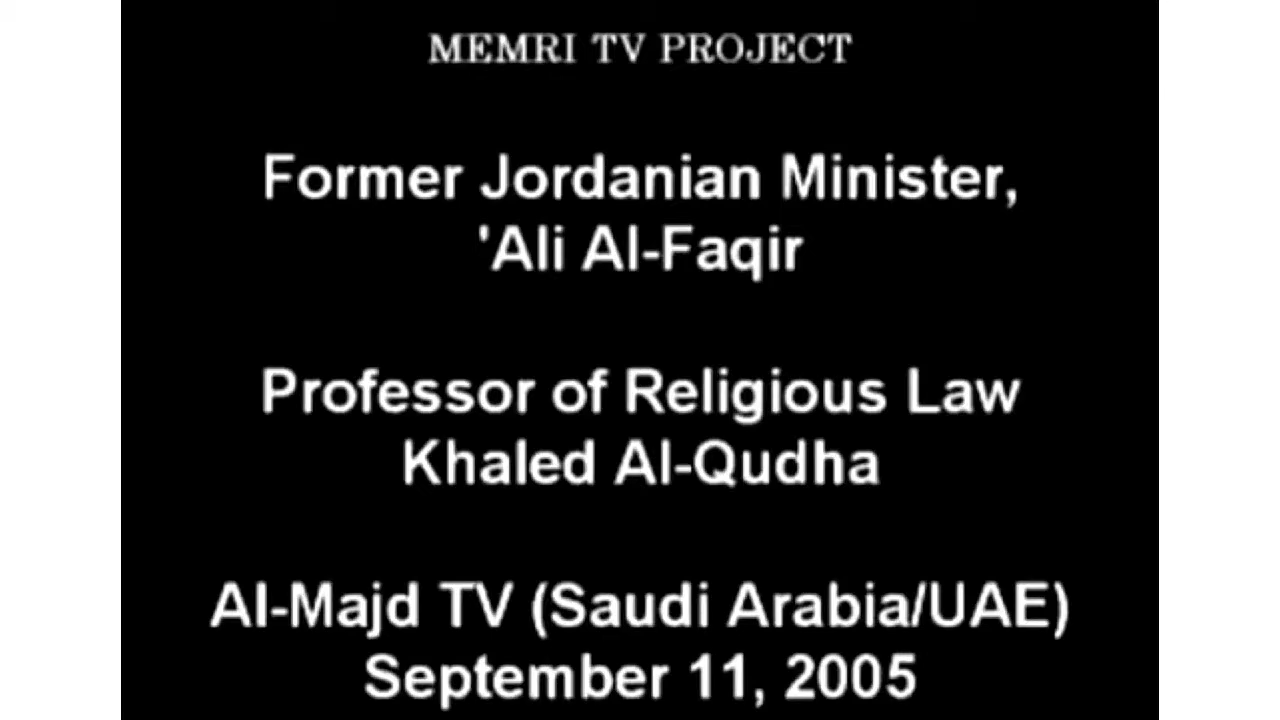 MEMRI TV PROJECT
Former Jordanian Minister,
'Ali Al-Faqir
Professor of Religious Law
Khaled Al-Qudha
Al-Majd TV (Saudi Arabia/UAE)
September 11, 2005